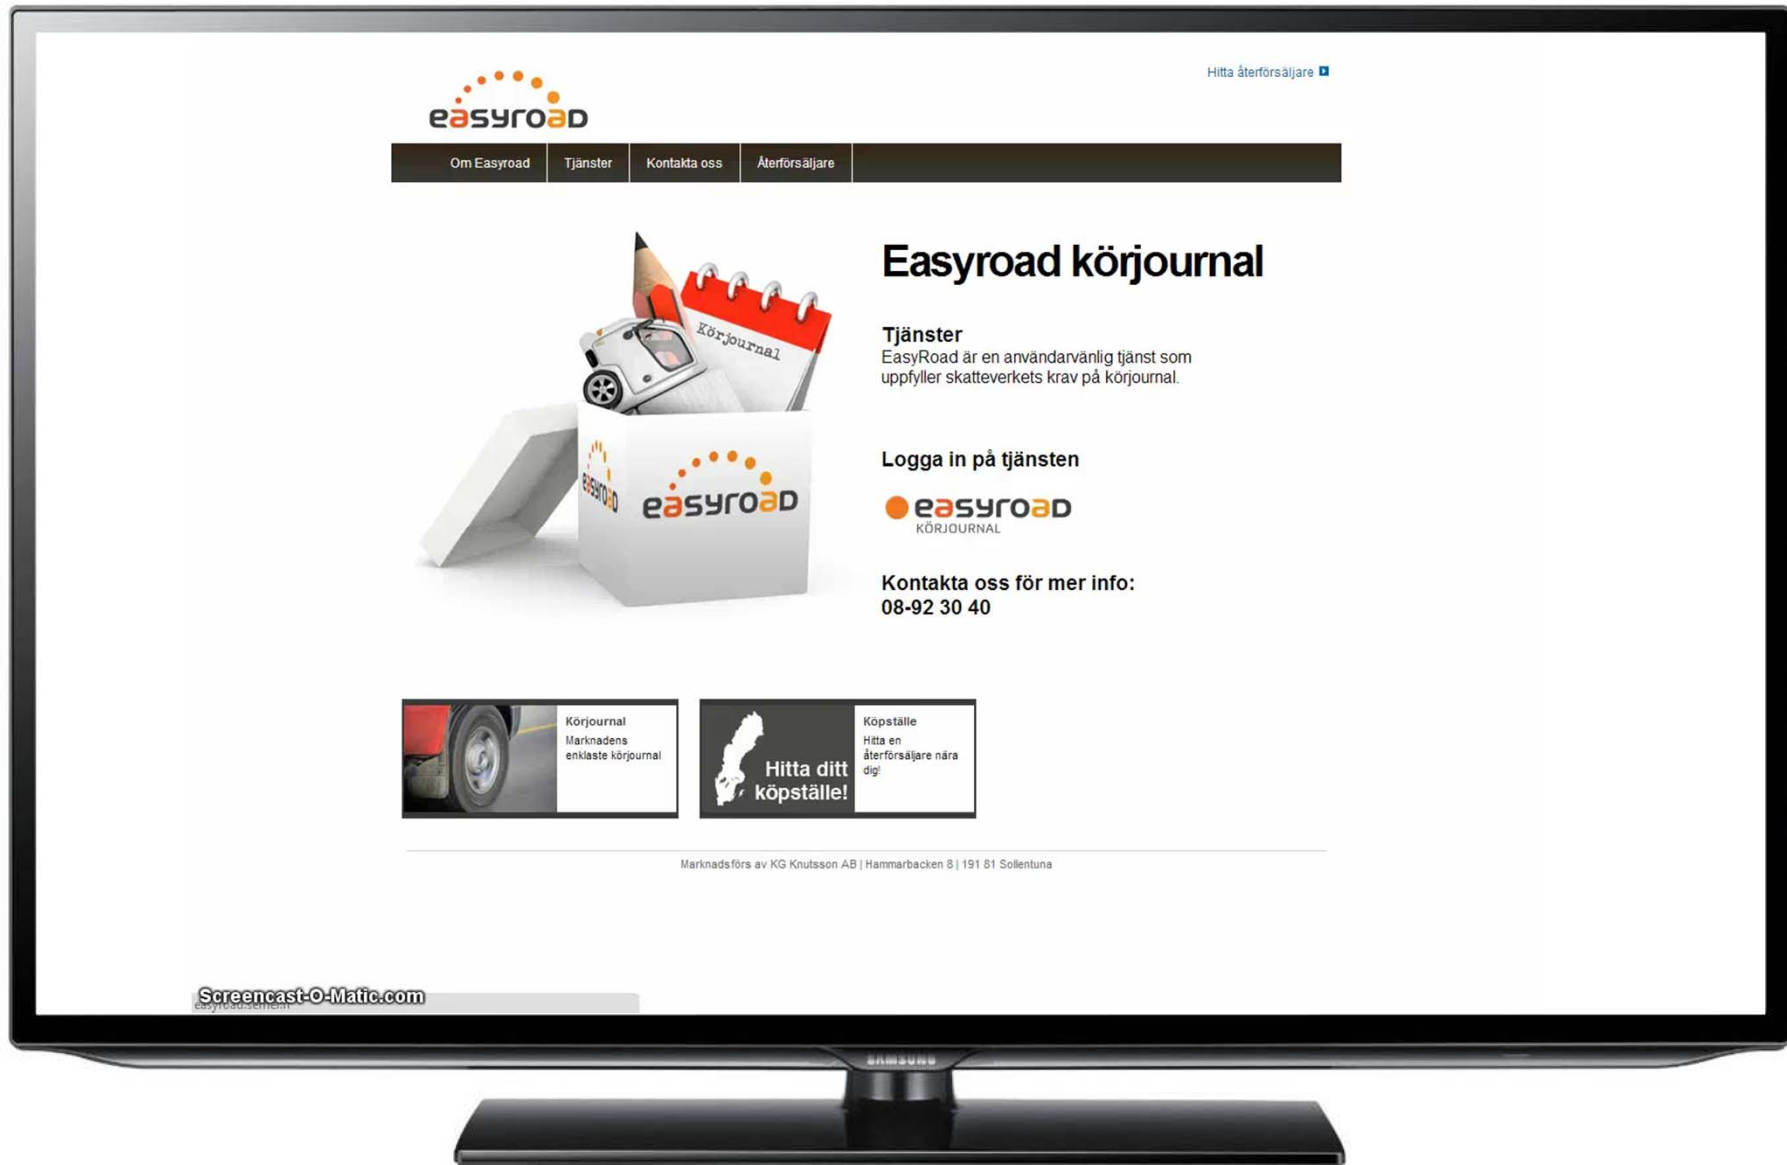 easyroad
Hitta återförsäljare
Om Easyroad
Tjänster
Kontakta oss
Återförsäljare
Easyroad körjournal
Körjournal
Tjänster
EasyRoad är en användarvänlig tjänst som
uppfyller skatteverkets krav på körjournal.
Logga in på tjänsten
easyroad
easyroad
easyroad
KÖRJOURNAL
Kontakta oss för mer info:
08-92 30 40
Körjournal
Marknadens
enklaste körjournal
Hitta ditt
köpställe!
Köpställe
Hitta en
återförsäljare nära
dig!
Marknadsförs av KG Knutsson AB | Hammarbacken 8 | 191 81 Sollentuna
Screencast-O-Matic.com
SAMSUNG